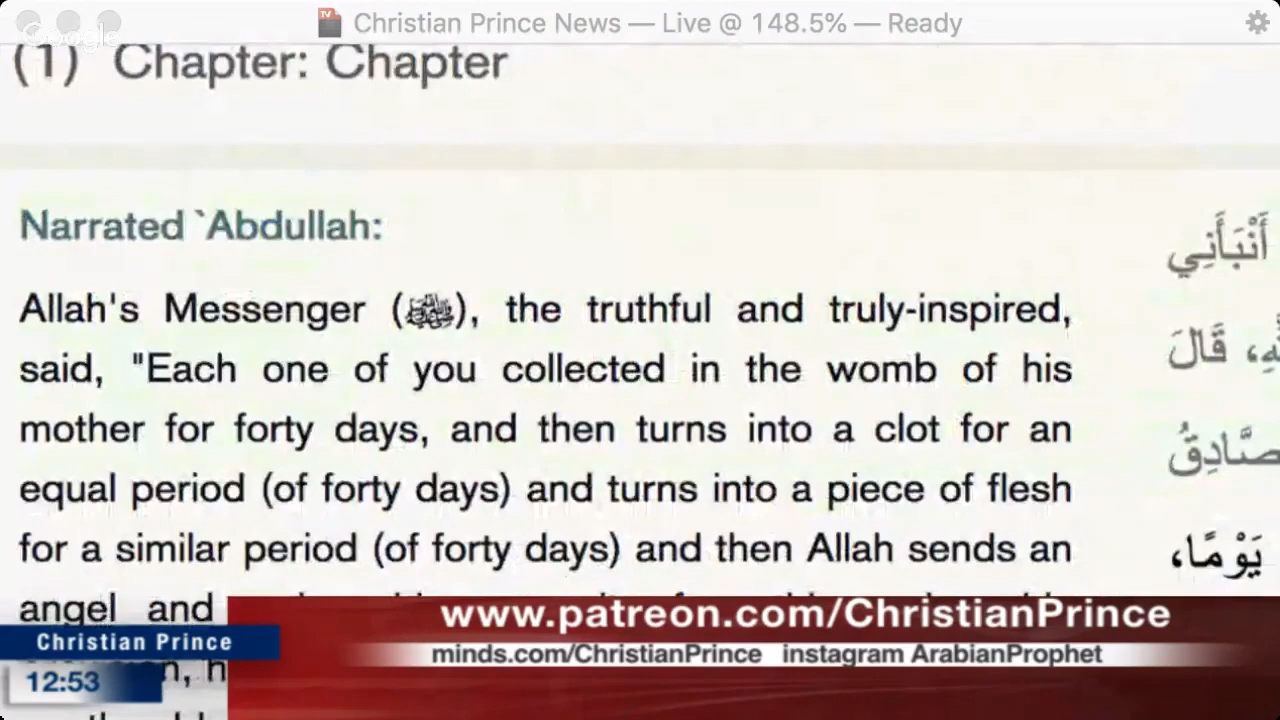 Christian Prince News — Live @ 148.5% — Ready
Google
(1) Chapter: Chapter
Narrated `Abdullah:
Allah's Messenger (ﷺ), the truthful and truly-inspired,
said, "Each one of you collected in the womb of his
mother for forty days, and then turns into a clot for an
equal period (of forty days) and turns into a piece of flesh
for a similar period (of forty days) and then Allah sends an
angel and
أَنْبَأَنِي
قَالَ
يَوْمًا،
www.patreon.com/ChristianPrince
Christian Prince
minds.com/ChristianPrince instagram ArabianProphet
12:53